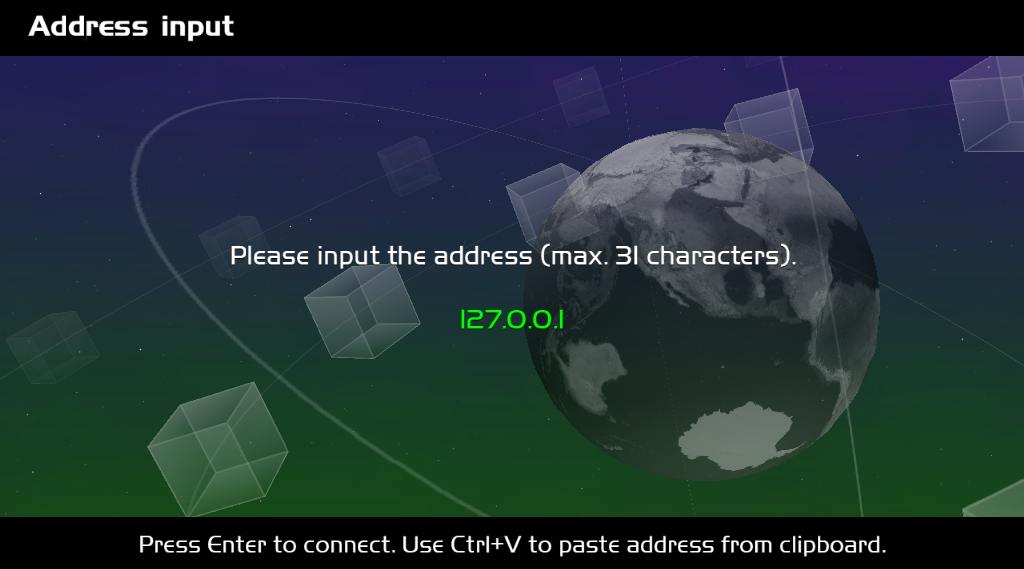 Address input
Please input the address (max. 31 characters).
127.0.0.1
Press Enter to connect. Use Ctrl+V to paste address from clipboard.